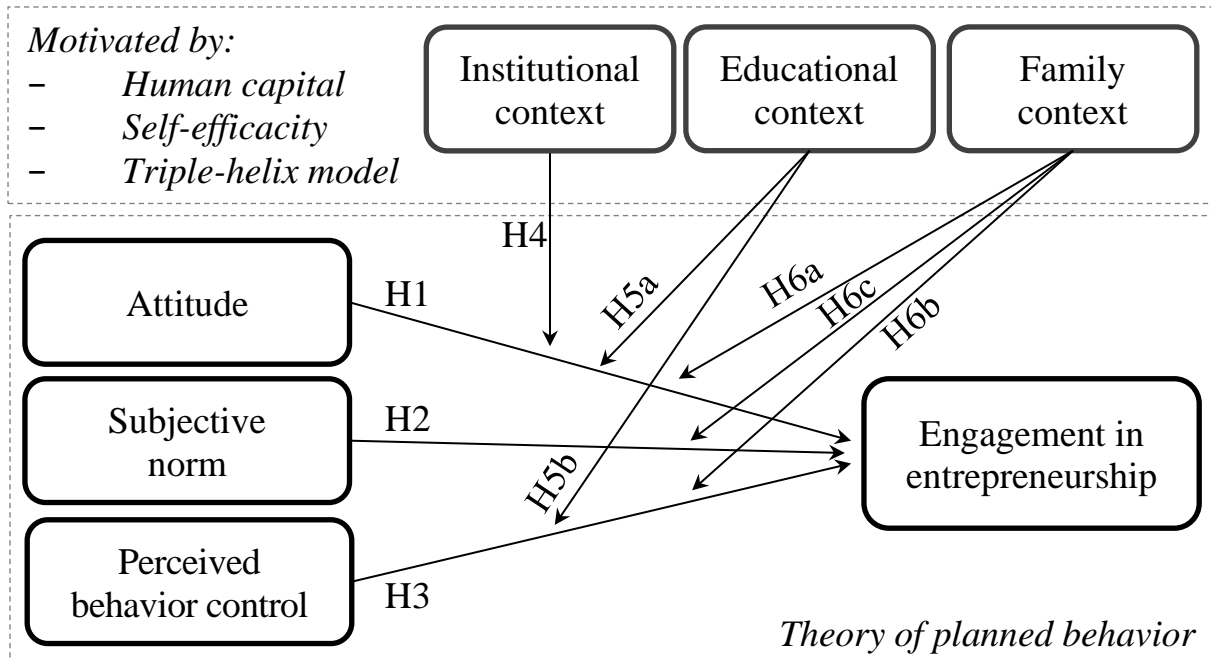 Motivated by:
- Human capital
- Self-efficacity
- Triple-helix model
Institutional
context
Educational
context
Family
context
H4
Attitude
H1
H5a
H6a
H6c
H6b
Subjective
norm
H2
H5b
Engagement in
entrepreneurship
Perceived
behavior control
H3
Theory of planned behavior